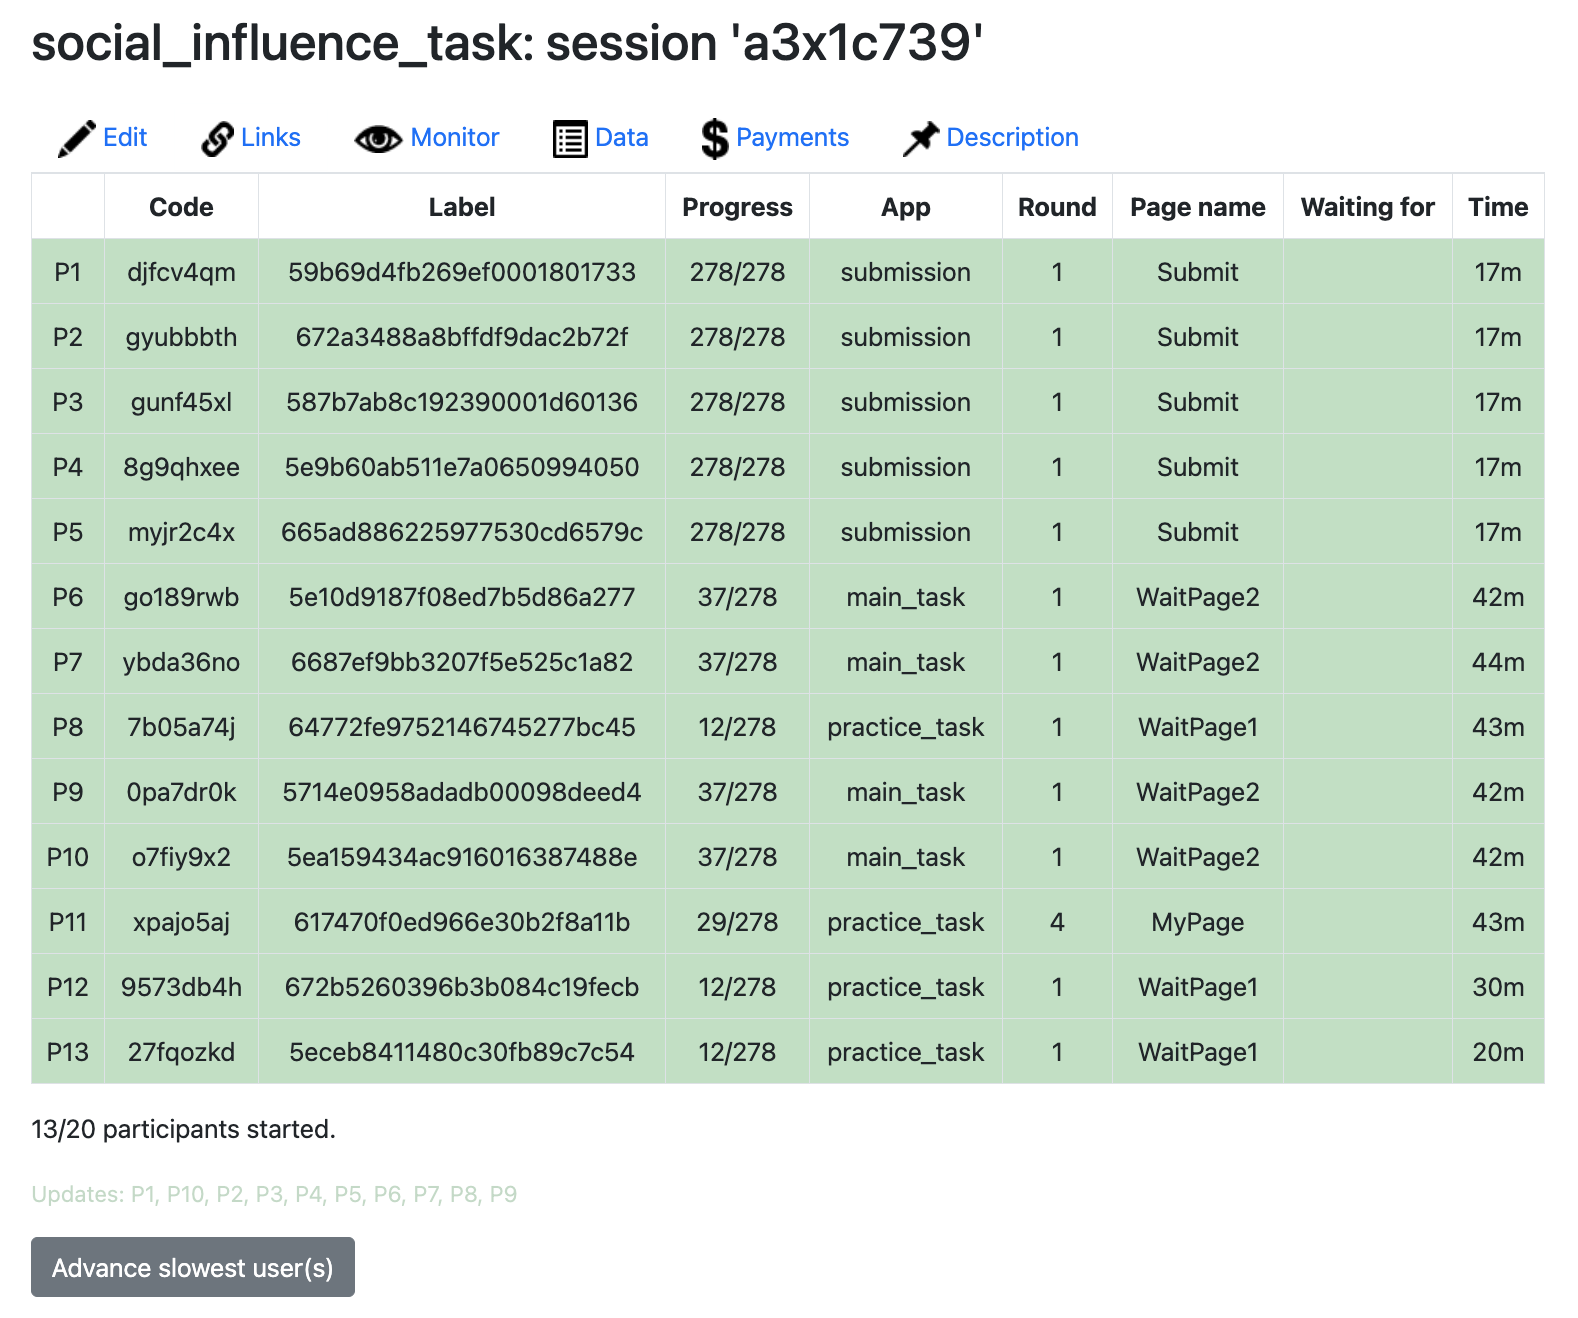 social_influence_task: session 'a3x1c739'
Edit Links Monitor Data Payments Description
Code Label Progress App Round Page name Waiting for Time
P1 djfcv4qm 59b69d4fb269ef0001801733 278/278 submission 1 Submit 17m
P2 gyubbbth 672a3488a8bffdf9dac2b72f 278/278 submission 1 Submit 17m
P3 gunf45xl 587b7ab8c192390001d60136 278/278 submission 1 Submit 17m
P4 8g9qhxee 5e9b60ab511e7a0650994050 278/278 submission 1 Submit 17m
P5 myjr2c4x 665ad886225977530cd6579c 278/278 submission 1 Submit 17m
P6 go189rwb 5e10d9187f08ed7b5d86a277 37/278 main_task 1 WaitPage2 42m
P7 ybda36no 6687ef9bb3207f5e525c1a82 37/278 main_task 1 WaitPage2 44m
P8 7b05a74j 64772fe9752146745277bc45 12/278 practice_task 1 WaitPage1 43m
P9 0pa7dr0k 5714e0958adadb00098deed4 37/278 main_task 1 WaitPage2 42m
P10 o7fiy9x2 5ea159434ac916016387488e 37/278 main_task 1 WaitPage2 42m
P11 xpajo5aj 617470f0ed966e30b2f8a11b 29/278 practice_task 4 MyPage 43m
P12 9573db4h 672b5260396b3b084c19fecb 12/278 practice_task 1 WaitPage1 30m
P13 27fqozkd 5eceb8411480c30fb89c7c54 12/278 practice_task 1 WaitPage1 20m
13/20 participants started.
Updates: P1, P10, P2, P3, P4, P5, P6, P7, P8, P9
Advance slowest user(s)